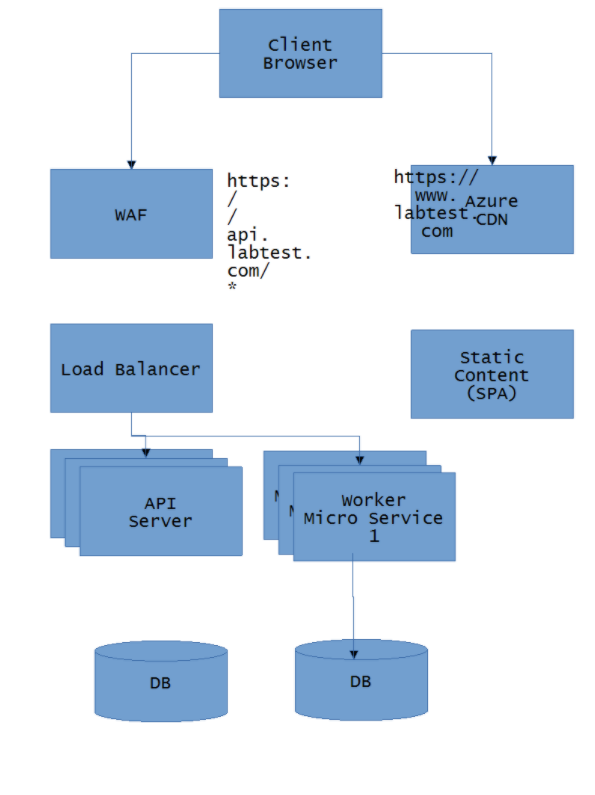 Client
Browser
WAF
https:
/
/
api.
labtest.
com/
*
https://
www.
labtest.
com
Azure
CDN
Load Balancer
Static
Content
(SPA)
API
Server
Worker
Micro Service
1
DB
DB